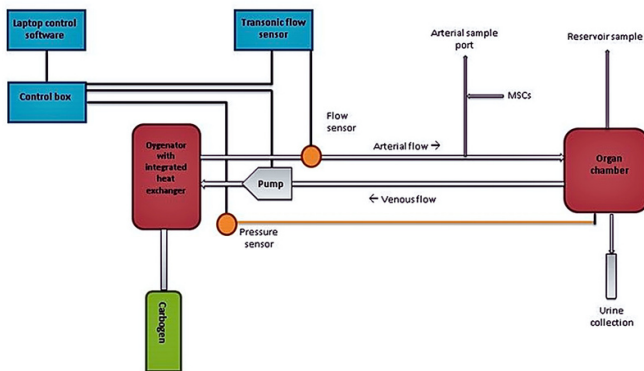 Laptop control
software
Transonic flow
sensor
Arterial sample
port
Reservoir sample
Control box
MSCs
Flow
sensor
Oygenator
with
integrated
heat
exchanger
Arterial flow →
Organ
chamber
Pump
← Venous flow
Pressure
sensor
Carbogen
Urine
collection